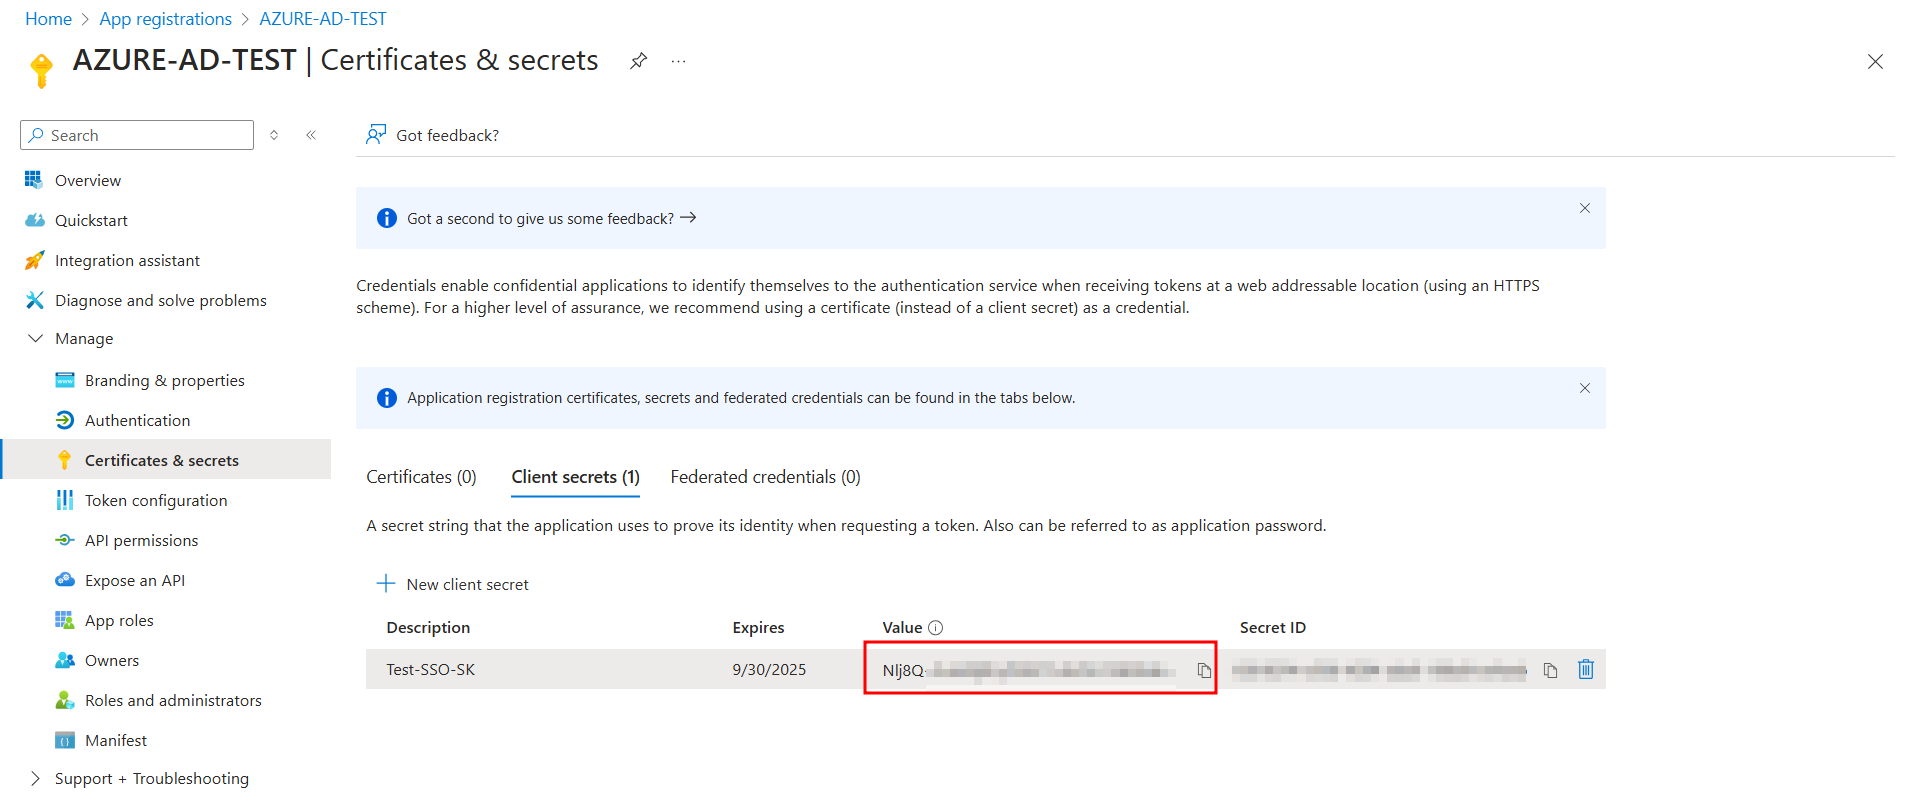 Home > App registrations > AZURE-AD-TEST
AZURE-AD-TEST | Certificates & secrets
Search
Overview
Quickstart
Integration assistant
Diagnose and solve problems
Manage
Branding & properties
Authentication
Certificates & secrets
Token configuration
API permissions
Expose an API
App roles
Owners
Roles and administrators
Manifest
Support + Troubleshooting
Got feedback?
Got a second to give us some feedback? →
Credentials enable confidential applications to identify themselves to the authentication service when receiving tokens at a web addressable location (using an HTTPS
scheme). For a higher level of assurance, we recommend using a certificate (instead of a client secret) as a credential.
Application registration certificates, secrets and federated credentials can be found in the tabs below.
Certificates (0) Client secrets (1) Federated credentials (0)
A secret string that the application uses to prove its identity when requesting a token. Also can be referred to as application password.
+ New client secret
Description Expires Value Secret ID
Test-SSO-SK 9/30/2025